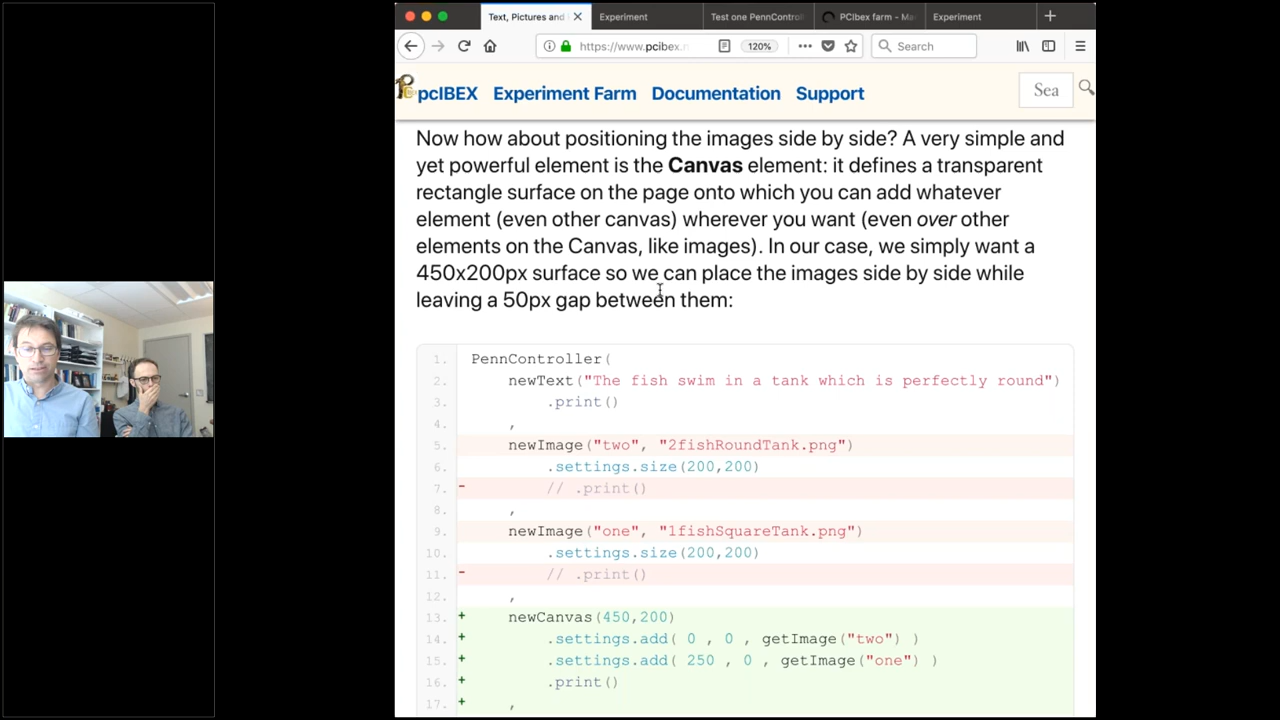 Text, Pictures and
Experiment
Test one PennControl
PCIbex farm - Ma
Experiment
https://www.pcibex.
120%
Search
pcIBEX
Experiment Farm
Documentation
Support
Sea
Now how about positioning the images side by side? A very simple and
yet powerful element is the Canvas element: it defines a transparent
rectangle surface on the page onto which you can add whatever
element (even other canvas) wherever you want (even over other
elements on the Canvas, like images). In our case, we simply want a
450x200px surface so we can place the images side by side while
leaving a 50px gap between them:
1. PennController(
2. newText("The fish swim in a tank which is perfectly round")
3. .print()
4. ,
5. newImage("two", "2fishRoundTank.png")
6. .settings.size(200,200)
7. - // .print()
8. ,
9. newImage("one", "1fishSquareTank.png")
10. .settings.size(200,200)
11. - // .print()
12. ,
13. + newCanvas(450,200)
14. + .settings.add( 0 , 0 , getImage("two") )
15. + .settings.add( 250 , 0 , getImage("one") )
16. + .print()
17. + ,